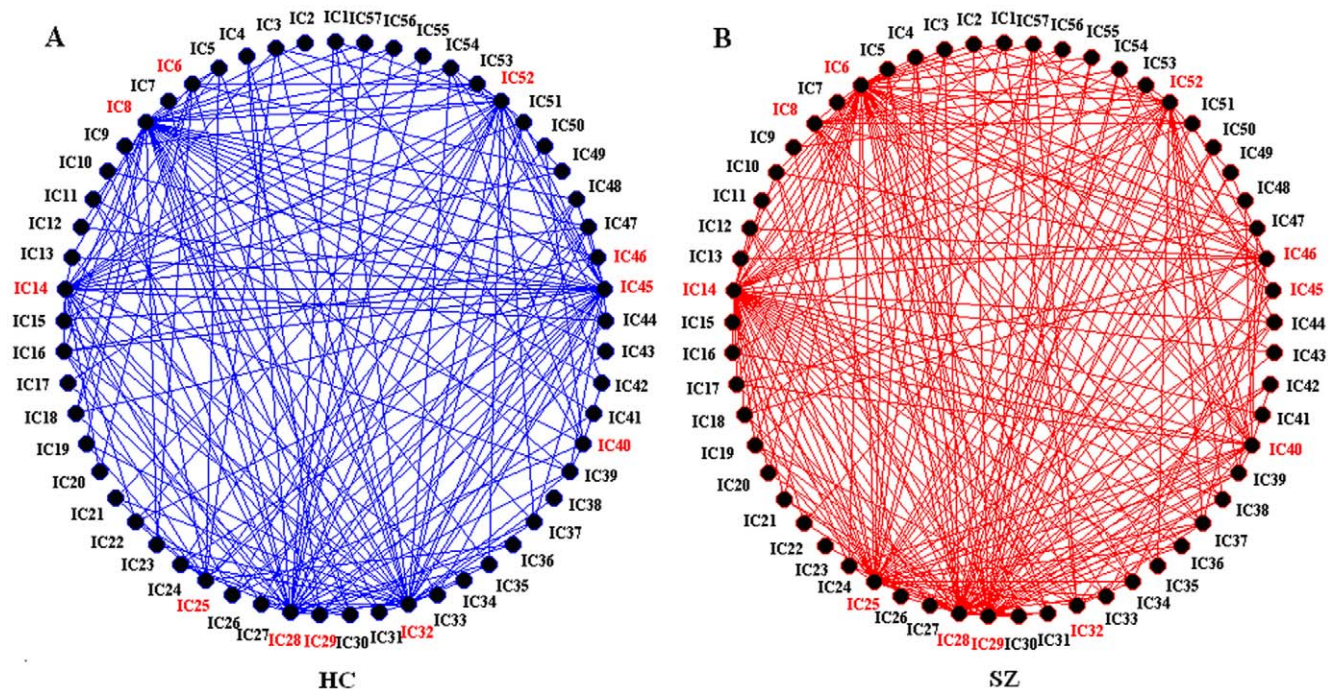 A
IC1
IC2
IC3
IC4
IC5
IC6
IC7
IC8
IC9
IC10
IC11
IC12
IC13
IC14
IC15
IC16
IC17
IC18
IC19
IC20
IC21
IC22
IC23
IC24
IC25
IC26
IC27
IC28
IC29
IC30
IC31
IC32
IC33
IC34
IC35
IC36
IC37
IC38
IC39
IC40
IC41
IC42
IC43
IC44
IC45
IC46
IC47
IC48
IC49
IC50
IC51
IC52
IC53
IC54
IC55
IC56
IC57
HC
B
IC1
IC2
IC3
IC4
IC5
IC6
IC7
IC8
IC9
IC10
IC11
IC12
IC13
IC14
IC15
IC16
IC17
IC18
IC19
IC20
IC21
IC22
IC23
IC24
IC25
IC26
IC27
IC28
IC29
IC30
IC31
IC32
IC33
IC34
IC35
IC36
IC37
IC38
IC39
IC40
IC41
IC42
IC43
IC44
IC45
IC46
IC47
IC48
IC49
IC50
IC51
IC52
IC53
IC54
IC55
IC56
IC57
SZ